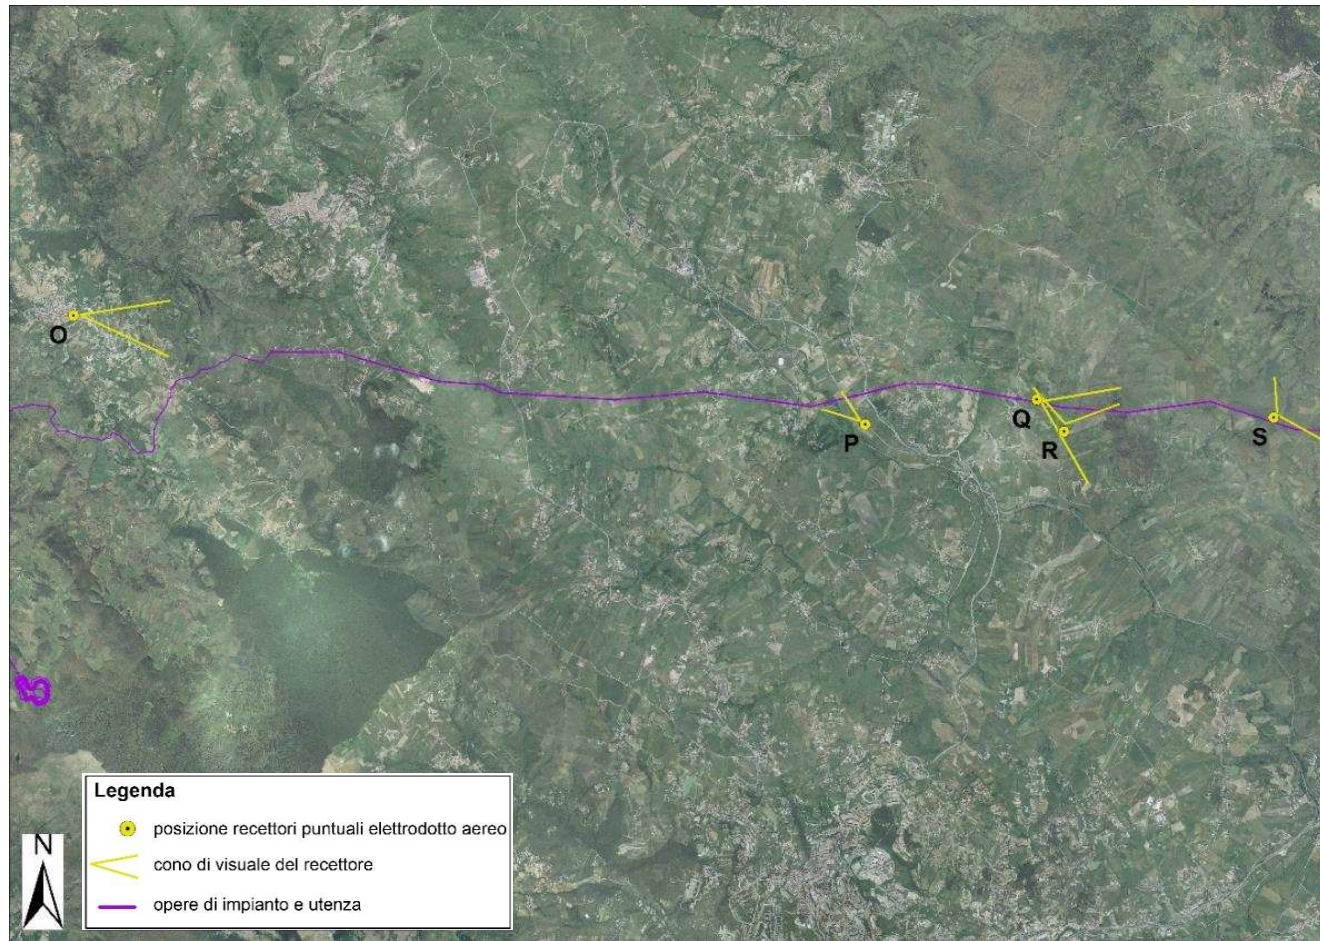 O
P
Q
R
S
Legenda
posizione recettori puntuali elettrodotto aereo
cono di visuale del recettore
opere di impianto e utenza
N